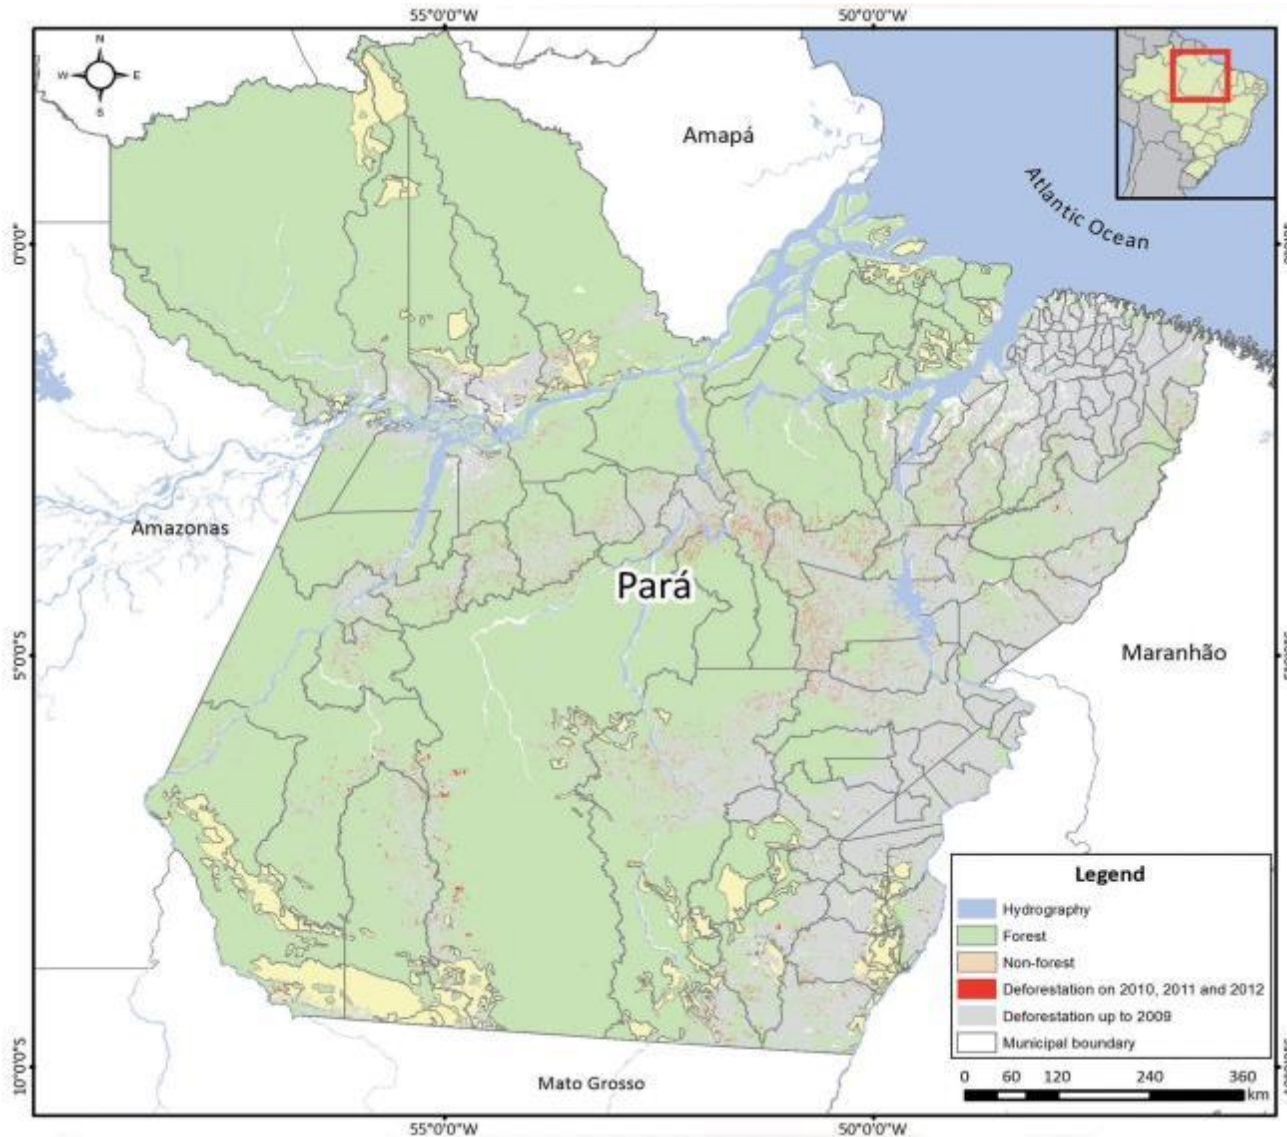 55°0'0"W
50°0'0"W
N
W
E
S
Amapá
Atlantic Ocean
0°0'0"
Amazonas
Pará
5°0'0"S
Maranhão
Legend
Hydrography
Forest
Non-forest
Deforestation on 2010, 2011 and 2012
Deforestation up to 2009
Municipal boundary
10°0'0"S
Mato Grosso
0 60 120 240 360
km
55°0'0"W
50°0'0"W